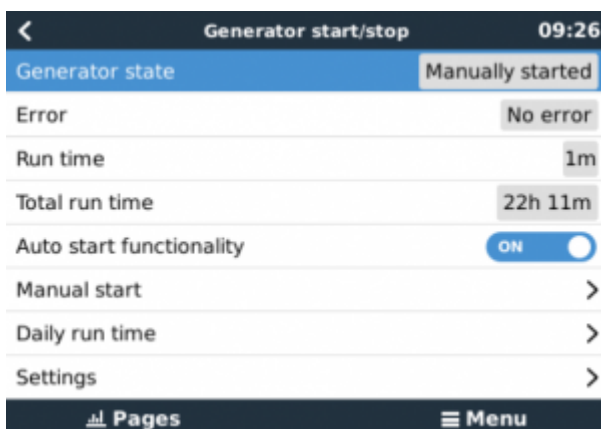 Generator start/stop 09:26
Generator state Manually started
Error No error
Run time 1m
Total run time 22h 11m
Auto start functionality ON
Manual start
Daily run time
Settings
Pages Menu